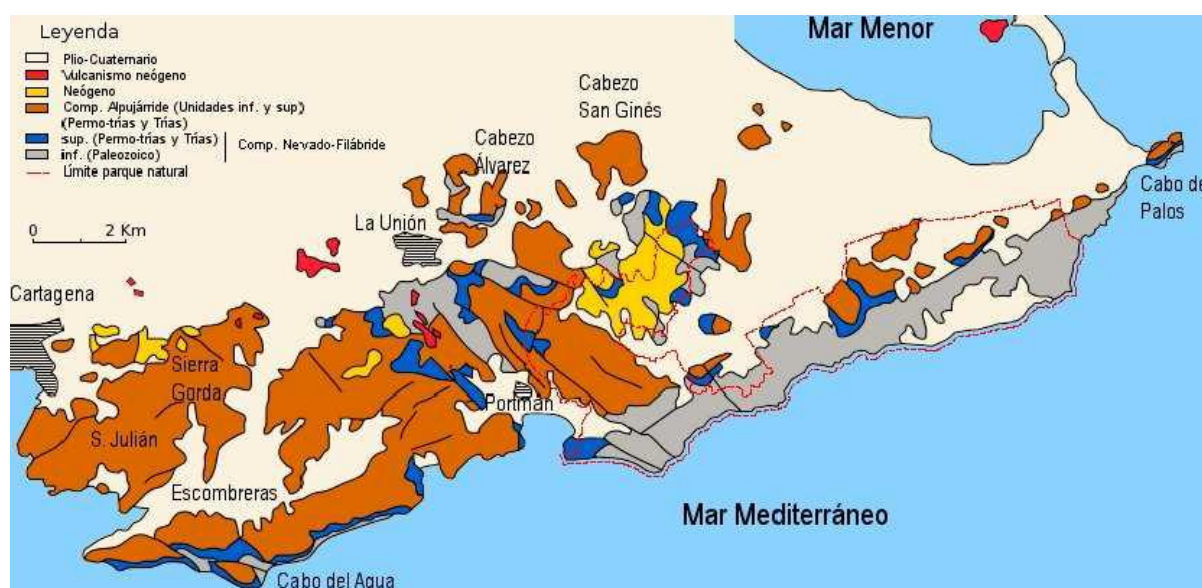 Leyenda
Plio-Cuaternario
Vulcanismo neógeno
Neógeno
Comp. Alpujárride (Unidades inf. y sup)
(Permo-trías y Trías)
sup. (Permo-trías y Trías)
inf. (Paleozoico)
Comp. Nevado-Filábride
Límite parque natural
0 2 Km
Mar Menor
Cabezo
San Ginés
Cabezo
Álvarez
La Unión
Cabo de
Palos
Cartagena
Sierra
Gorda
S. Julián
Portmán
Escombreras
Mar Mediterráneo
Cabo del Agua